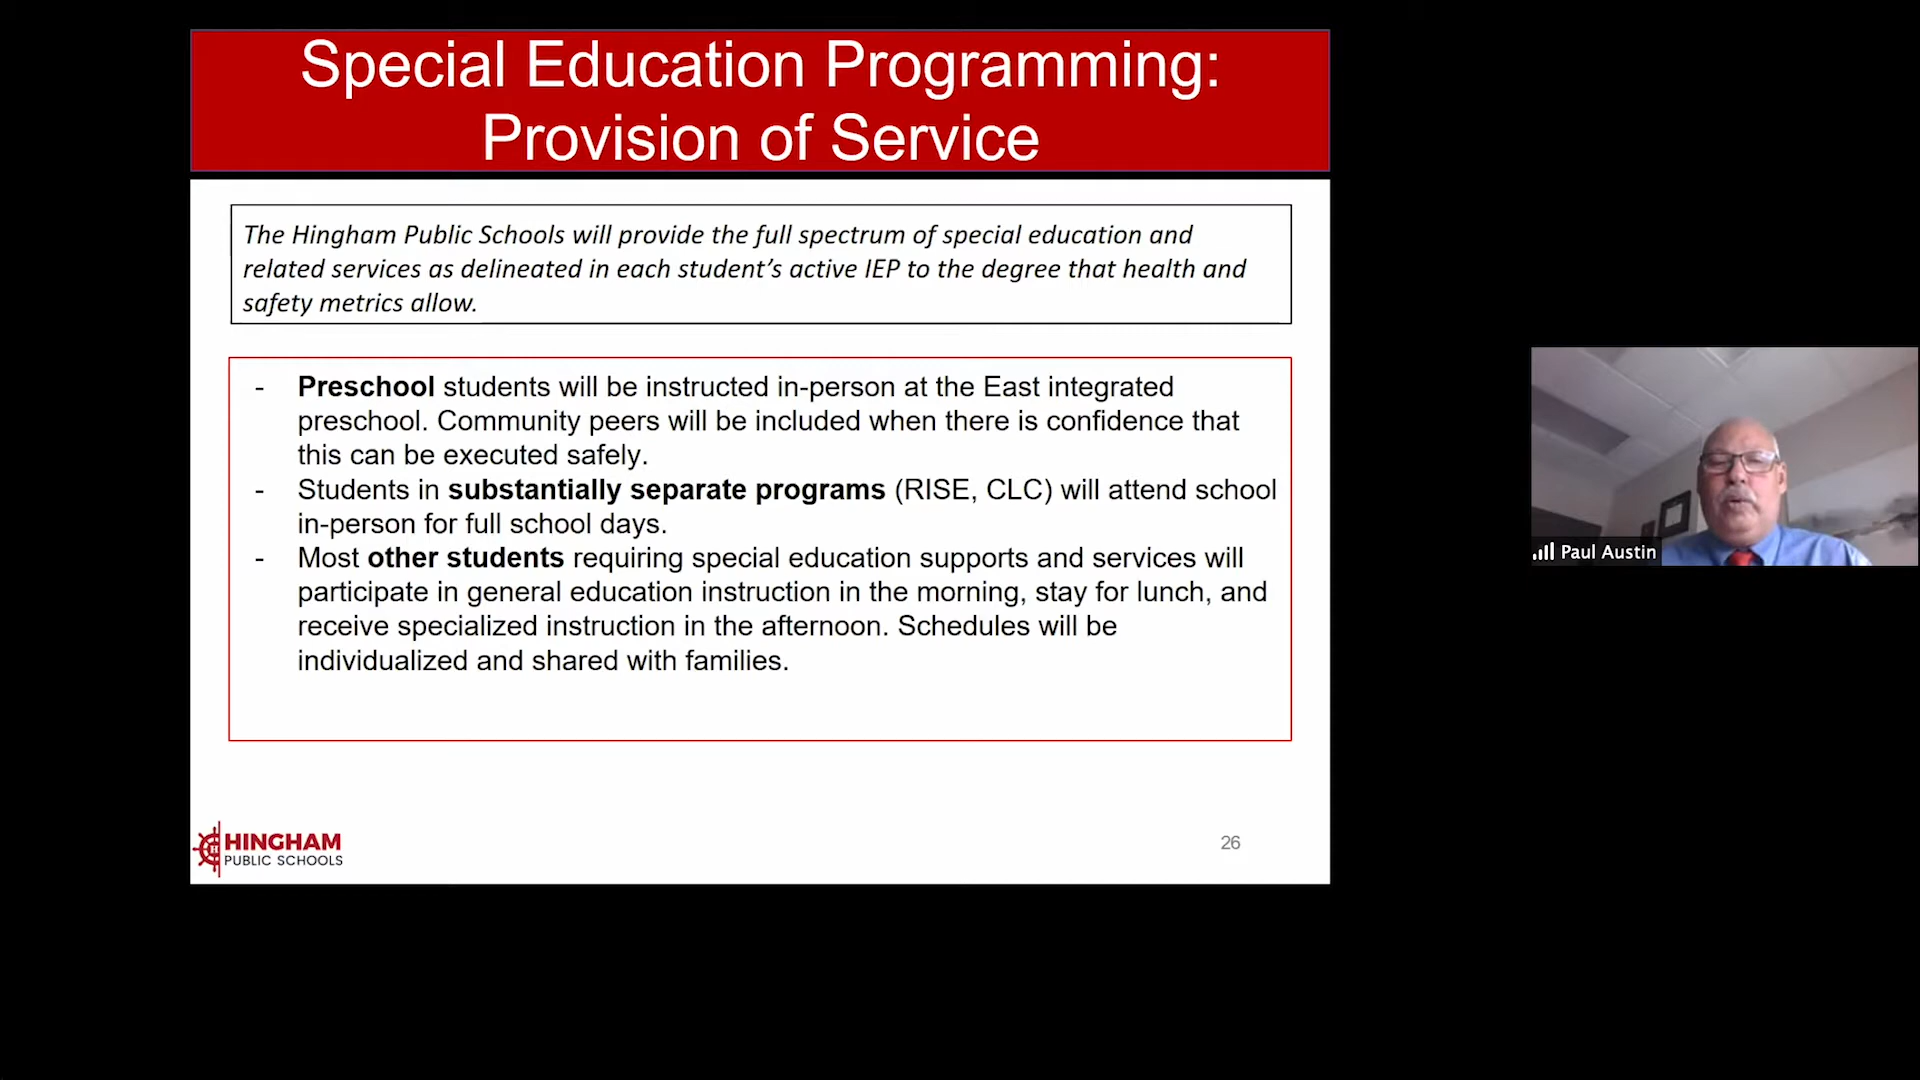 Special Education Programming:
Provision of Service
The Hingham Public Schools will provide the full spectrum of special education and
related services as delineated in each student’s active IEP to the degree that health and
safety metrics allow.
- Preschool students will be instructed in-person at the East integrated
preschool. Community peers will be included when there is confidence that
this can be executed safely.
- Students in substantially separate programs (RISE, CLC) will attend school
in-person for full school days.
- Most other students requiring special education supports and services will
participate in general education instruction in the morning, stay for lunch, and
receive specialized instruction in the afternoon. Schedules will be
individualized and shared with families.
Paul Austin
H
HINGHAM
PUBLIC SCHOOLS
26